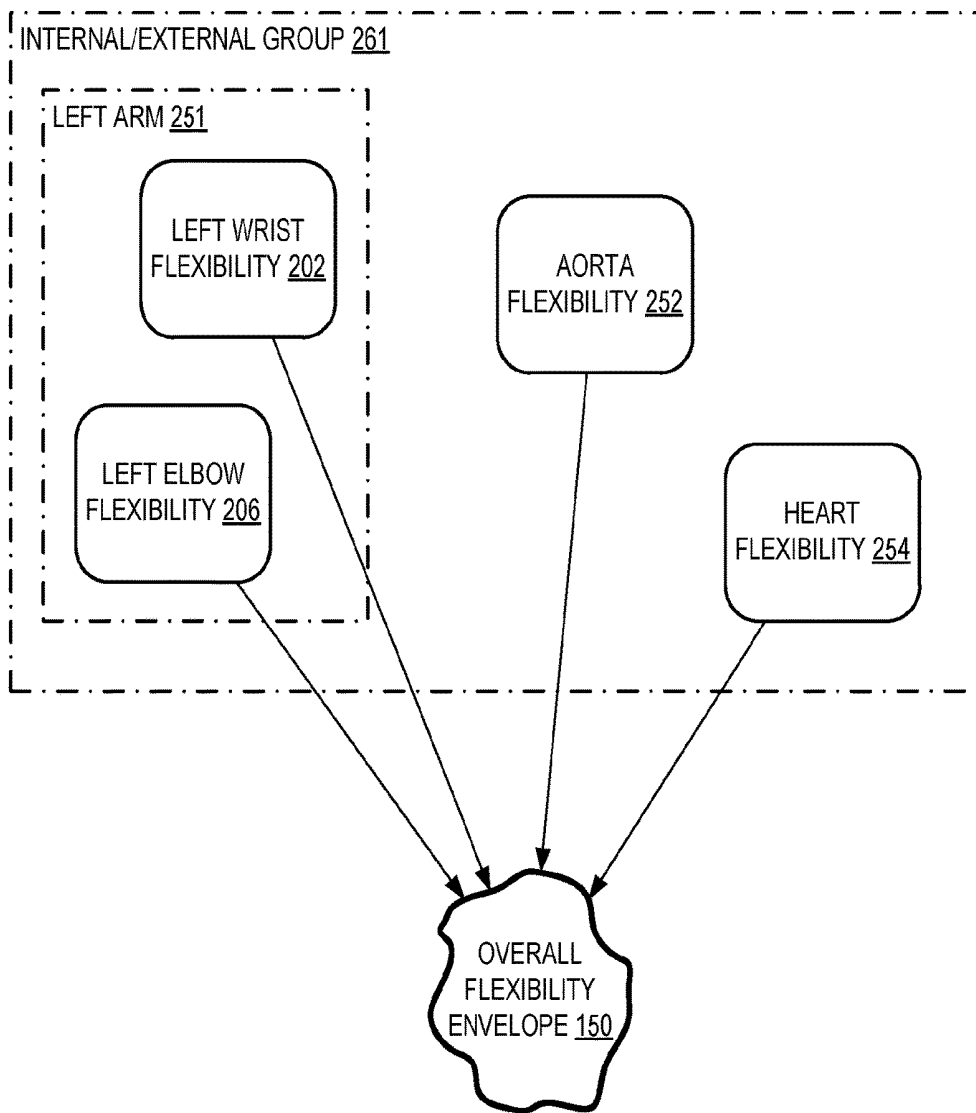 INTERNAL/EXTERNAL GROUP 261
LEFT ARM 251
LEFT WRIST
FLEXIBILITY 202
AORTA
FLEXIBILITY 252
LEFT ELBOW
FLEXIBILITY 206
HEART
FLEXIBILITY 254
OVERALL
FLEXIBILITY
ENVELOPE 150